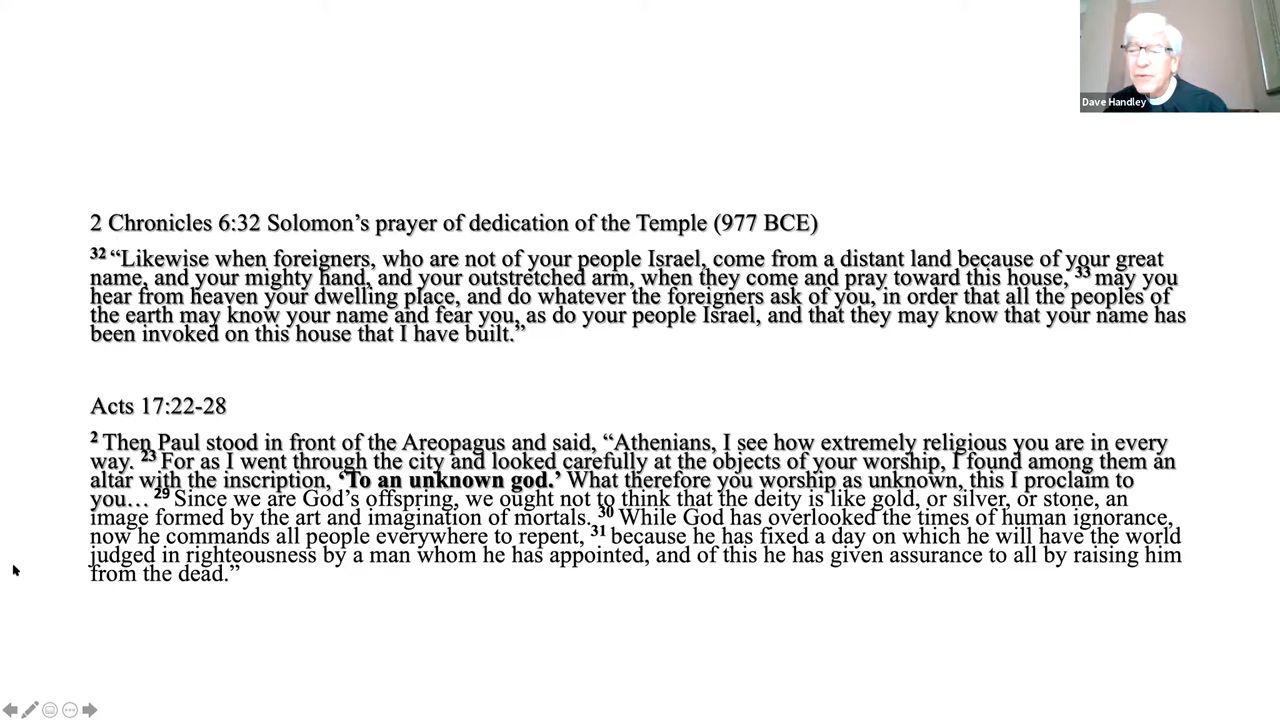 Dave Handley
2 Chronicles 6:32 Solomon’s prayer of dedication of the Temple (977 BCE)
32 “Likewise when foreigners, who are not of your people Israel, come from a distant land because of your great
name, and your mighty hand, and your outstretched arm, when they come and pray toward this house, 33 may you
hear from heaven your dwelling place, and do whatever the foreigners ask of you, in order that all the peoples of
the earth may know your name and fear you, as do your people Israel, and that they may know that your name has
been invoked on this house that I have built.”
Acts 17:22-28
2 Then Paul stood in front of the Areopagus and said, “Athenians, I see how extremely religious you are in every
way. 23 For as I went through the city and looked carefully at the objects of your worship, I found among them an
altar with the inscription, ‘To an unknown god.’ What therefore you worship as unknown, this I proclaim to
you… 29 Since we are God’s offspring, we ought not to think that the deity is like gold, or silver, or stone, an
image formed by the art and imagination of mortals. 30 While God has overlooked the times of human ignorance,
now he commands all people everywhere to repent, 31 because he has fixed a day on which he will have the world
judged in righteousness by a man whom he has appointed, and of this he has given assurance to all by raising him
from the dead.”